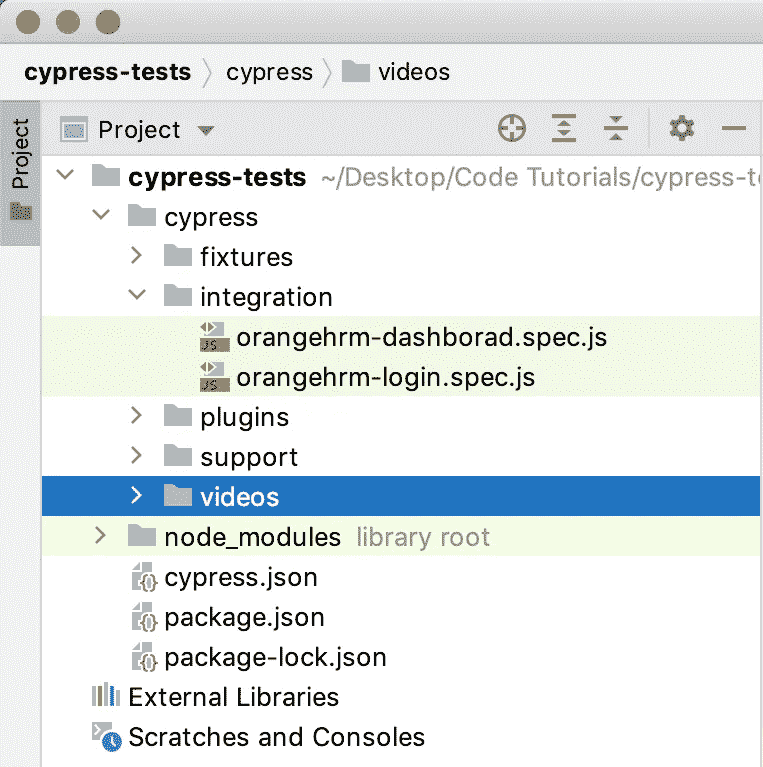 cypress-tests cypress videos
Project
Project
cypress-tests ~/Desktop/Code Tutorials/cypress-t
cypress
fixtures
integration
JS orangehrm-dashborad.spec.js
JS orangehrm-login.spec.js
plugins
support
videos
node_modules library root
cypress.json
package.json
package-lock.json
External Libraries
Scratches and Consoles